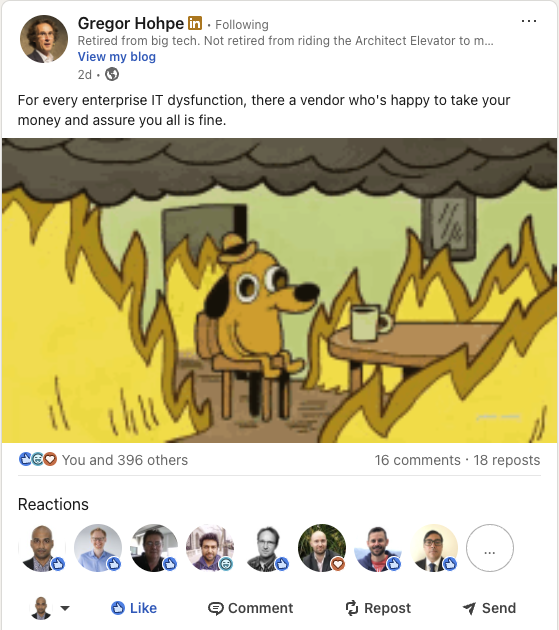 Gregor Hohpe in • Following
Retired from big tech. Not retired from riding the Architect Elevator to m...
View my blog
2d •
For every enterprise IT dysfunction, there a vendor who's happy to take your
money and assure you all is fine.
You and 396 others 16 comments · 18 reposts
Reactions
...
Like Comment Repost Send